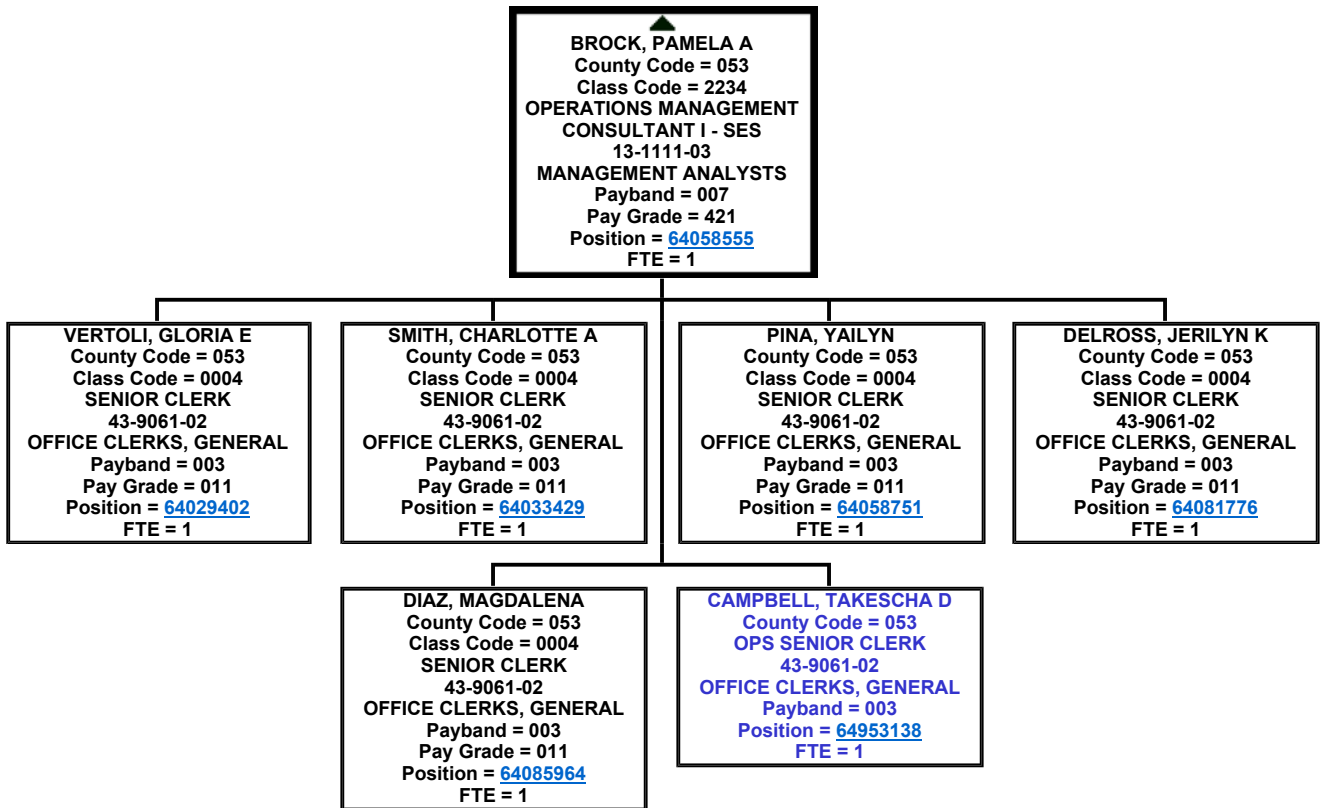 BROCK, PAMELA A
County Code = 053
Class Code = 2234
OPERATIONS MANAGEMENT
CONSULTANT I - SES
13-1111-03
MANAGEMENT ANALYSTS
Payband = 007
Pay Grade = 421
Position = 64058555
FTE = 1
VERTOLI, GLORIA E
County Code = 053
Class Code = 0004
SENIOR CLERK
43-9061-02
OFFICE CLERKS, GENERAL
Payband = 003
Pay Grade = 011
Position = 64029402
FTE = 1
SMITH, CHARLOTTE A
County Code = 053
Class Code = 0004
SENIOR CLERK
43-9061-02
OFFICE CLERKS, GENERAL
Payband = 003
Pay Grade = 011
Position = 64033429
FTE = 1
PINA, YAILYN
County Code = 053
Class Code = 0004
SENIOR CLERK
43-9061-02
OFFICE CLERKS, GENERAL
Payband = 003
Pay Grade = 011
Position = 64058751
FTE = 1
DELROSS, JERILYN K
County Code = 053
Class Code = 0004
SENIOR CLERK
43-9061-02
OFFICE CLERKS, GENERAL
Payband = 003
Pay Grade = 011
Position = 64081776
FTE = 1
DIAZ, MAGDALENA
County Code = 053
Class Code = 0004
SENIOR CLERK
43-9061-02
OFFICE CLERKS, GENERAL
Payband = 003
Pay Grade = 011
Position = 64085964
FTE = 1
CAMPBELL, TAKESCHA D
County Code = 053
OPS SENIOR CLERK
43-9061-02
OFFICE CLERKS, GENERAL
Payband = 003
Position = 64953138
FTE = 1